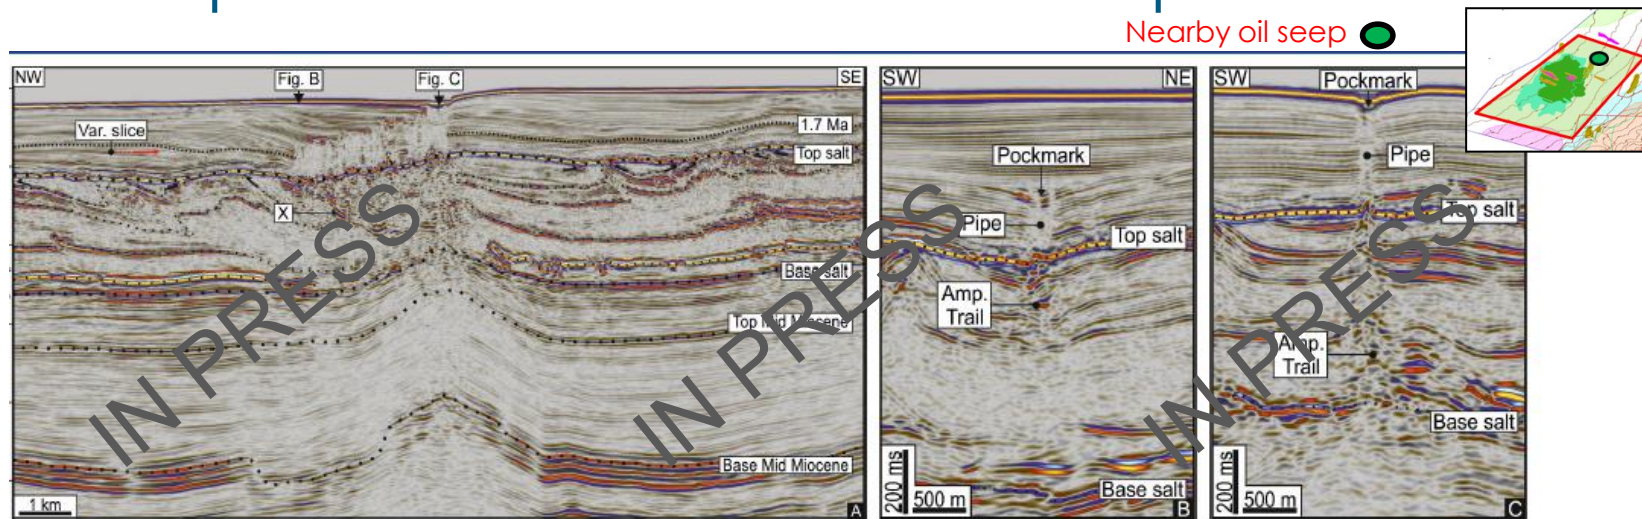 Nearby oil seep
NW
Fig. B
Fig. C
SE
Var. slice
1.7 Ma
Top salt
X
Base salt
Top Mid Miocene
Base Mid Miocene
1 km
A
IN PRESS
IN PRESS
SW
NE
Pockmark
Pipe
Top salt
Amp.
Trail
Base salt
200 ms
500 m
B
SW
Pockmark
Pipe
Top salt
Amp.
Trail
Base salt
200 ms
500 m
C
IN PRESS